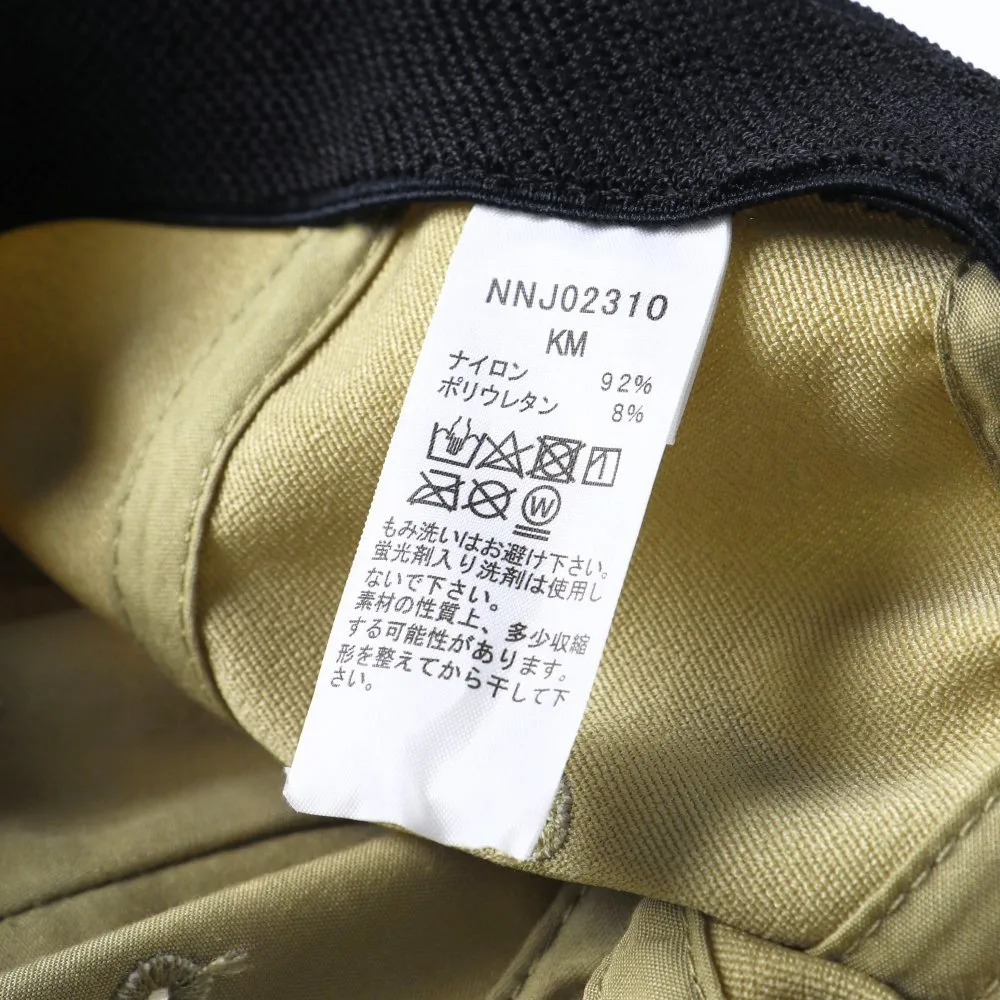 NNJ02310
KM
ナイロン 92%
ポリウレタン 8%
W
もみ洗いはお避け下さい。
蛍光剤入り洗剤は使用し
ないで下さい。
素材の性質上、多少収縮
する可能性があります。
形を整えてから干して下
さい。